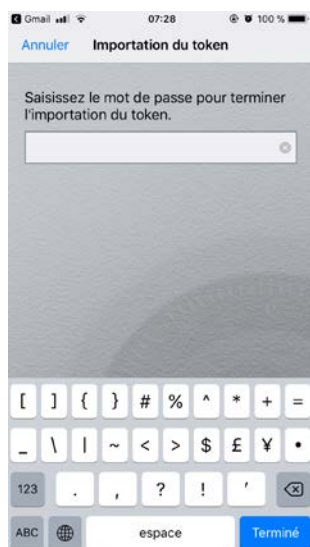 Gmail 07:28 100 %
Annuler Importation du token
Saisissez le mot de passe pour terminer
l'importation du token.
[ ] { } # % ^ * + =
_ \ | ~ < > $ £ ¥ •
123 . , ? ! '
ABC espace Terminé